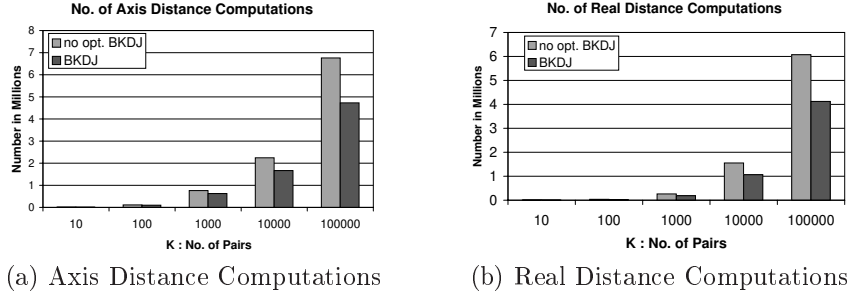 No. of Axis Distance Computations
Number in Millions
8
7
6
5
4
3
2
1
0
no opt. BKDJ
BKDJ
10 100 1000 10000 100000
K : No. of Pairs
(a) Axis Distance Computations
No. of Real Distance Computations
Number in Millions
7
6
5
4
3
2
1
0
no opt. BKDJ
BKDJ
10 100 1000 10000 100000
K : No. of Pairs
(b) Real Distance Computations